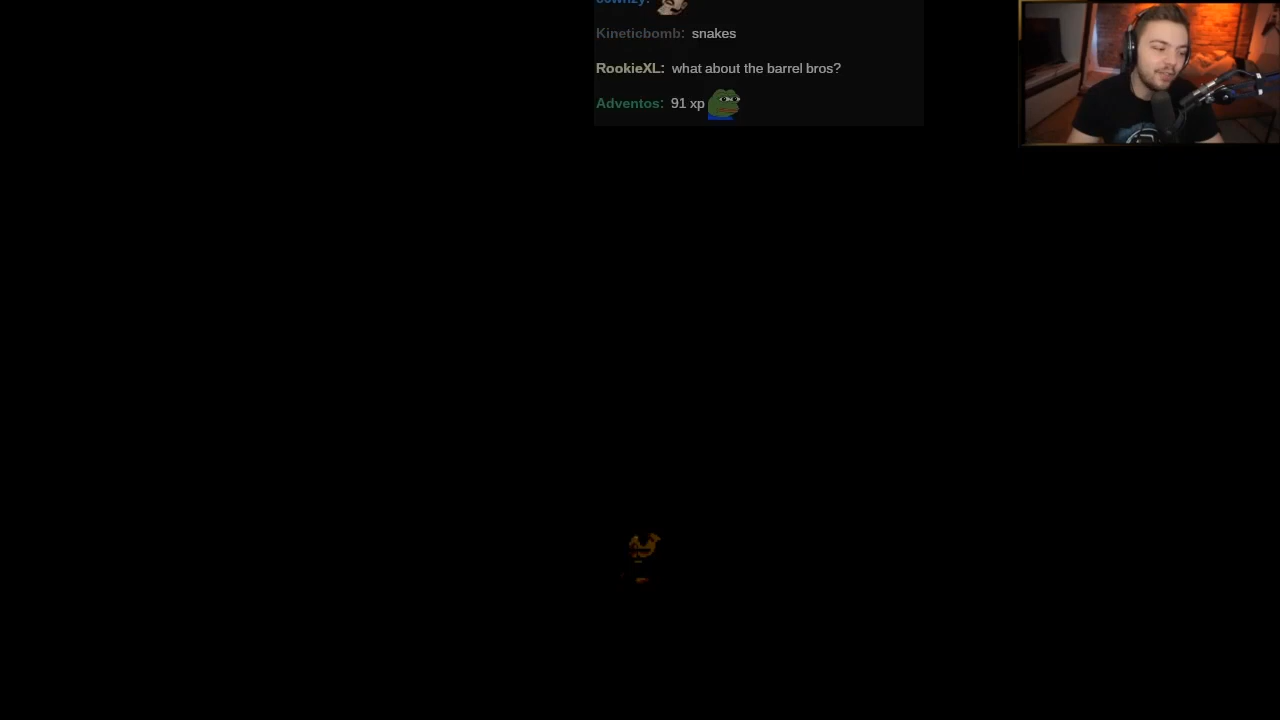 Kineticbomb: snakes
RookieXL: what about the barrel bros?
Adventos: 91 xp